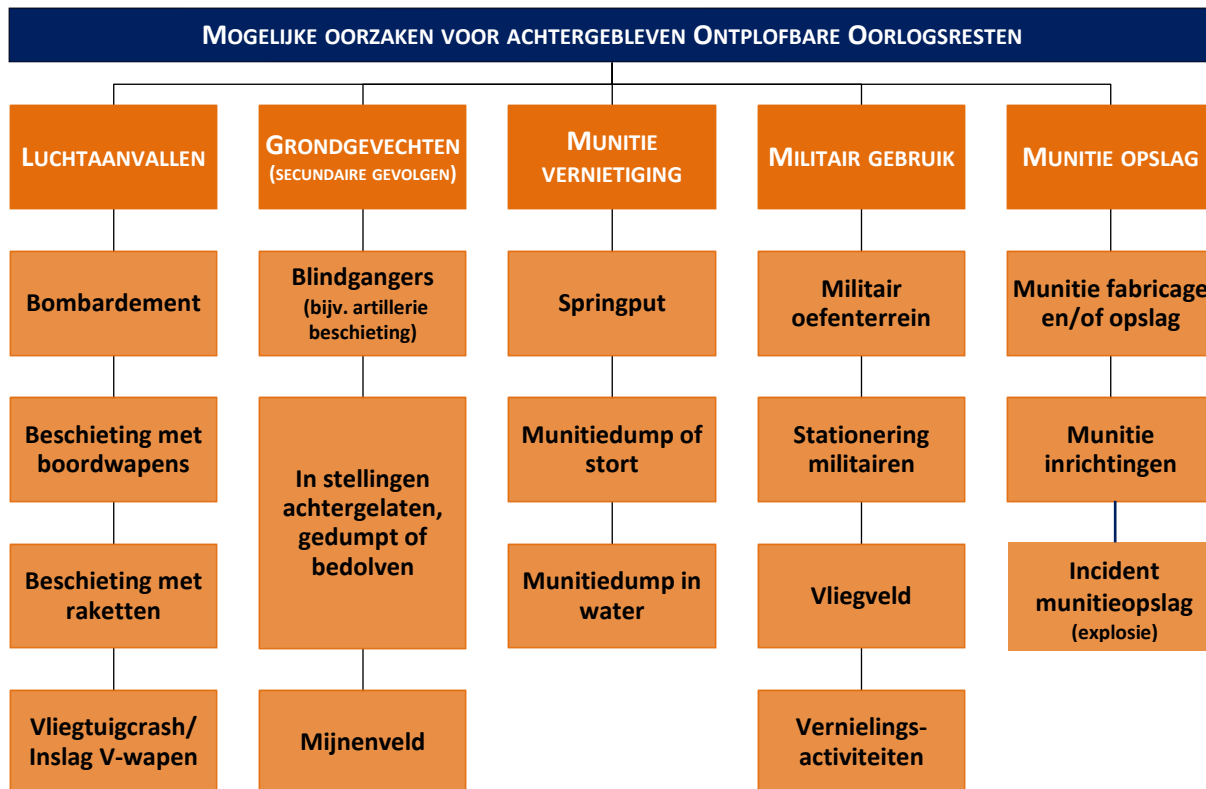 MOGELIJKE OORZAKEN VOOR ACHTERGEBLEVEN ONTPLOFBARE OORLOGSRESTEN
LUCHTAANVALLEN
Bombardement
Beschieting met
boordwapens
Beschieting met
raketten
Vliegtuigcrash/
Inslag V-wapen
GRONDGEVECHTEN
(SECUNDAIRE GEVOLGEN)
Blindgangers
(bijv. artillerie
beschieting)
In stellingen
achtergelaten,
gedumpt of
bedolven
Mijnenveld
MUNITIE
VERNIETIGING
Springput
Munitiedump of
stort
Munitiedump in
water
MILITAIR GEBRUIK
Militair
oefenterrein
Stationering
militairen
Vliegveld
Vernielings-
activiteiten
MUNITIE OPSLAG
Munitie fabricage
en/of opslag
Munitie
inrichtingen
Incident
munitieopslag
(explosie)